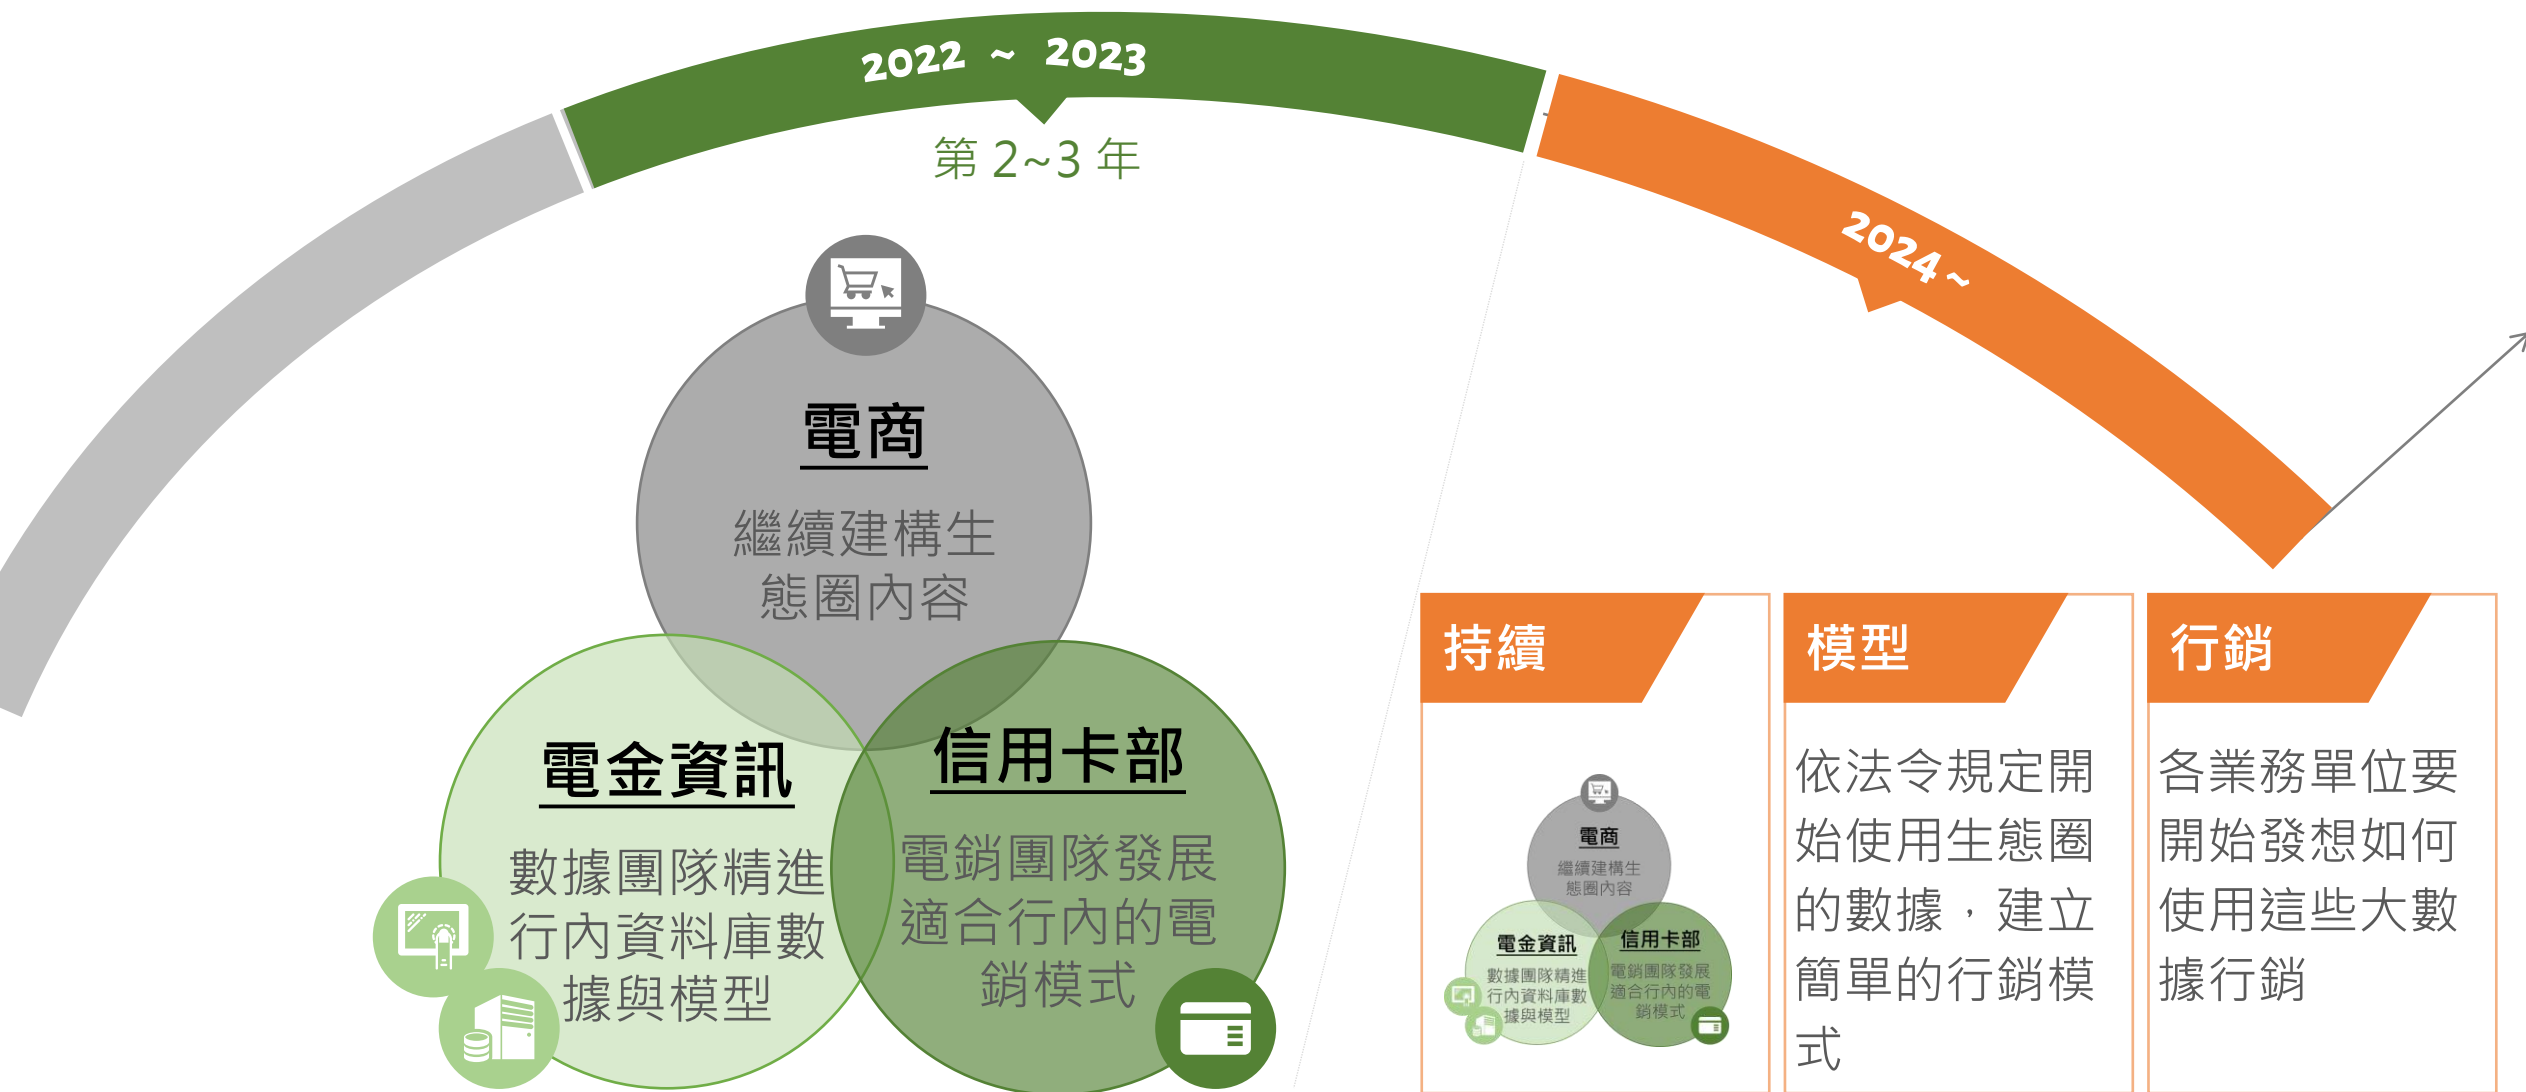 2022 ~ 2023
第 2~3 年
電商
繼續建構生
態圈內容
電金資訊
數據團隊精進
行內資料庫數
據與模型
信用卡部
電銷團隊發展
適合行內的電
銷模式
2024 ~
持續
電商
繼續建構生
態圈內容
電金資訊
數據團隊精進
行內資料庫數
據與模型
信用卡部
電銷團隊發展
適合行內的電
銷模式
模型
依法令規定開
始使用生態圈
的數據，建立
簡單的行銷模
式
行銷
各業務單位要
開始發想如何
使用這些大數
據行銷